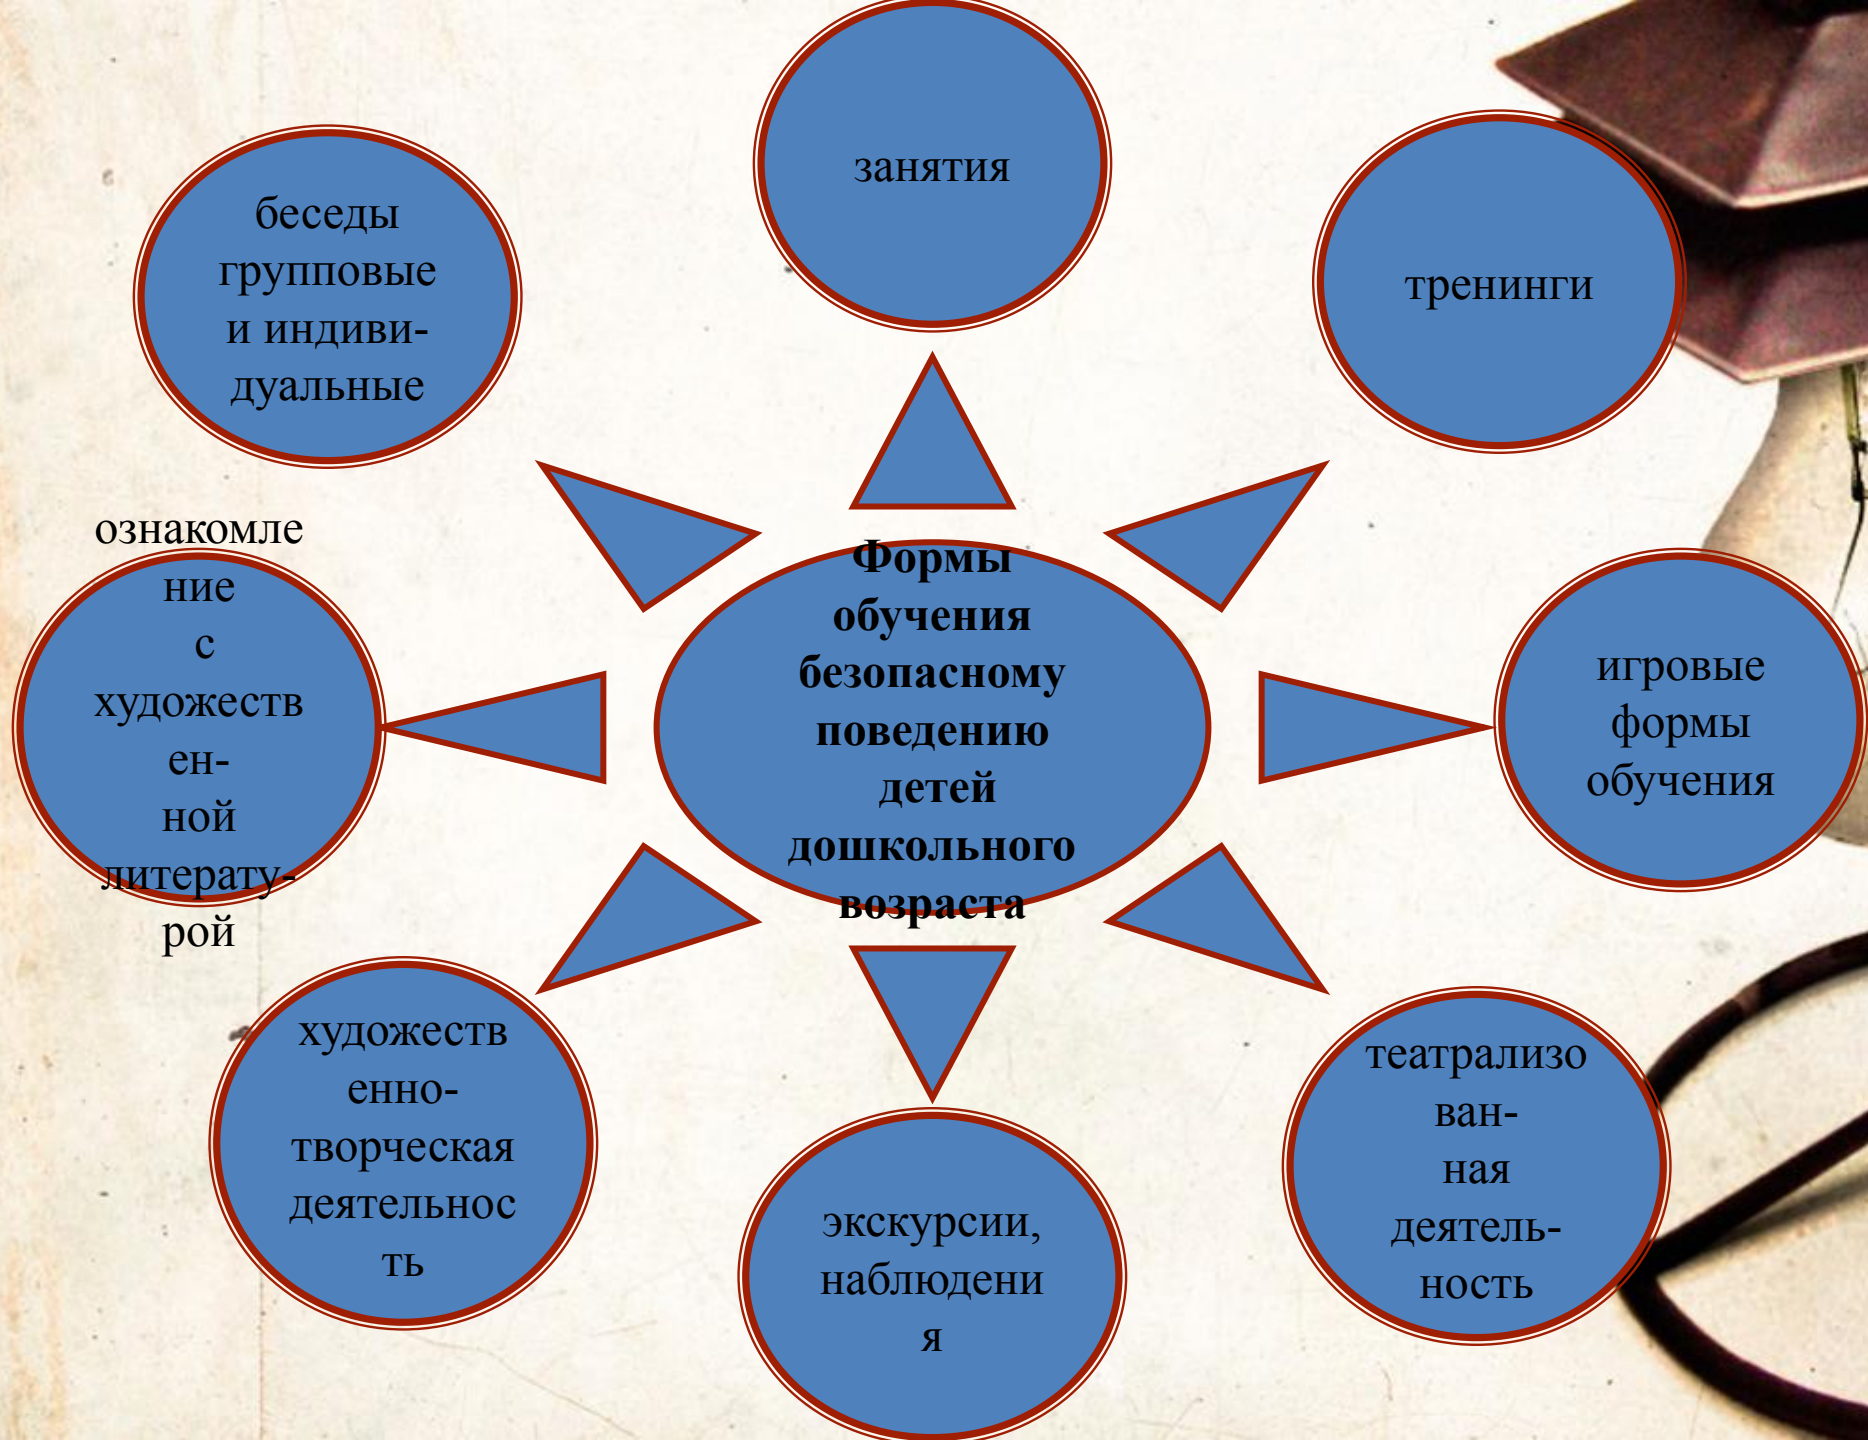 занятия
беседы
групповые
и индиви-
дуальные
тренинги
ознакомле
ние
с
художеств
ен-
ной
литерату-
рой
Формы
обучения
безопасному
поведению
детей
дошкольного
возраста
игровые
формы
обучения
художеств
енно-
творческая
деятельнос
ть
экскурсии,
наблюдени
я
театрализо
ван-
ная
деятель-
ность